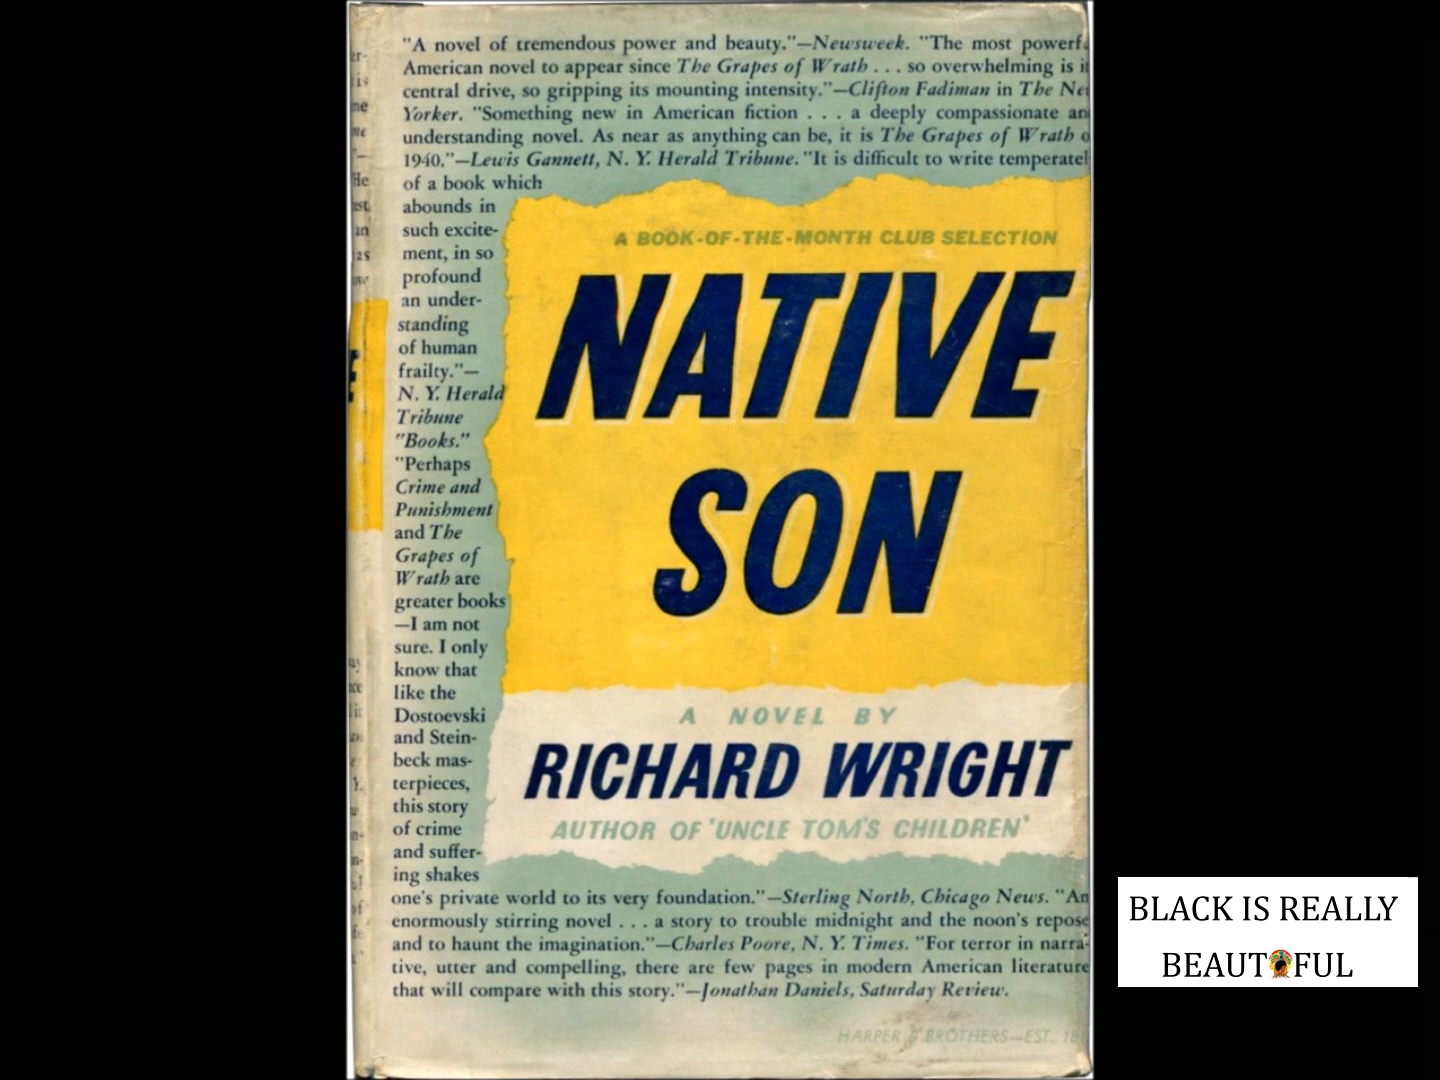 "A novel of tremendous power and beauty."—Newsweek. "The most powerf
American novel to appear since The Grapes of Wrath . . . so overwhelming is i
central drive, so gripping its mounting intensity."—Clifton Fadiman in The Ne
Yorker. "Something new in American fiction . . . a deeply compassionate an
understanding novel. As near as anything can be, it is The Grapes of Wrath o
1940."—Lewis Gannett, N. Y. Herald Tribune. "It is difficult to write temperatel
of a book which
abounds in
such excite-
ment, in so
profound
an under-
standing
of human
frailty."—
N. Y. Herald
Tribune
"Books."
"Perhaps
Crime and
Punishment
and The
Grapes of
Wrath are
greater books
—I am not
sure. I only
know that
like the
Dostoevski
and Stein-
beck mas-
terpieces,
this story
of crime
and suffer-
ing shakes
one's private world to its very foundation."—Sterling North, Chicago News. "An
enormously stirring novel . . . a story to trouble midnight and the noon's repose
and to haunt the imagination."—Charles Poore, N. Y. Times. "For terror in narra-
tive, utter and compelling, there are few pages in modern American literature
that will compare with this story."—Jonathan Daniels, Saturday Review.
A BOOK-OF-THE-MONTH CLUB SELECTION
NATIVE
SON
A NOVEL BY
RICHARD WRIGHT
AUTHOR OF 'UNCLE TOM'S CHILDREN'
HARPER & BROTHERS—EST.
BLACK IS REALLY
BEAUTFUL